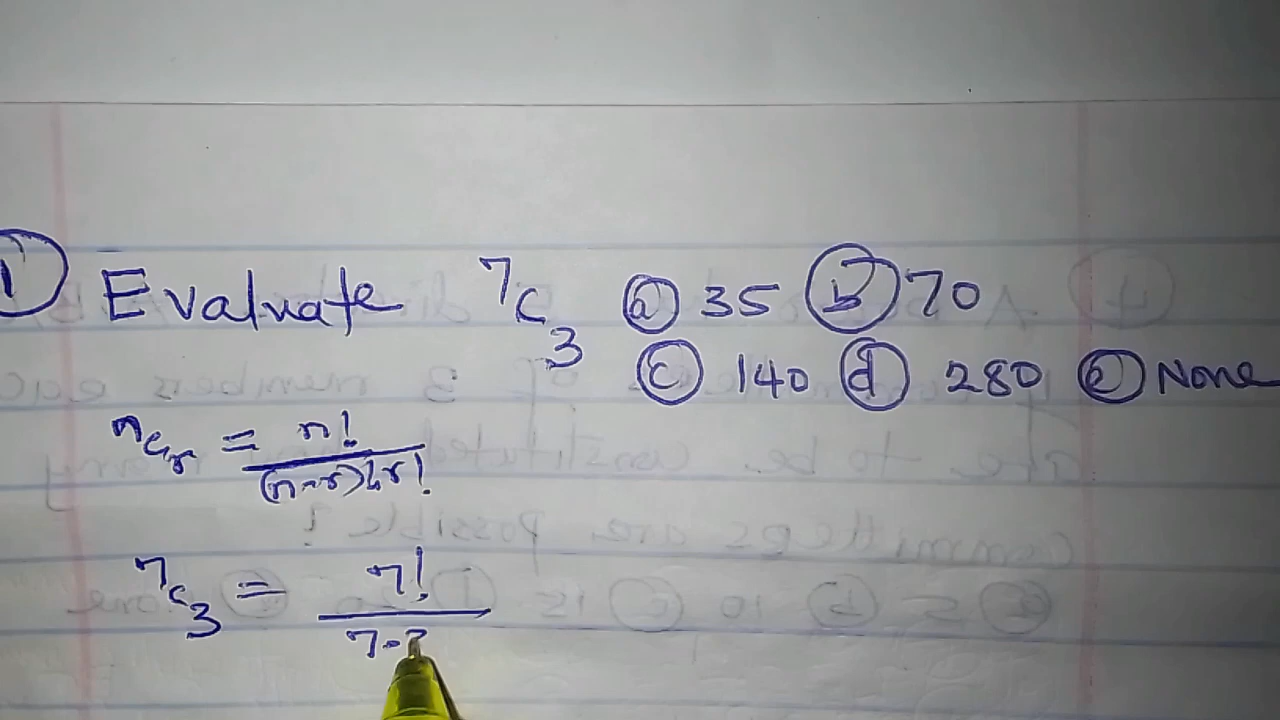 ① Evaluate ⁷C₃ ⓐ 35 ⓑ 70
ⓒ 140 ⓓ 280 ⓔ None
ⁿCᵣ = n! / (n-r)! r!
⁷C₃ = 7! / 7-3